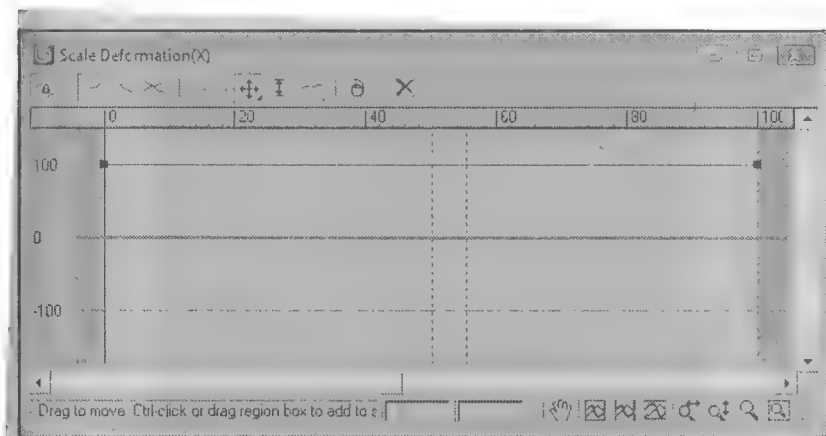 Scale Deformation(X)
0 20 40 60 80 100
100
0
-100
Drag to move. Ctrl-click or drag region box to add to s